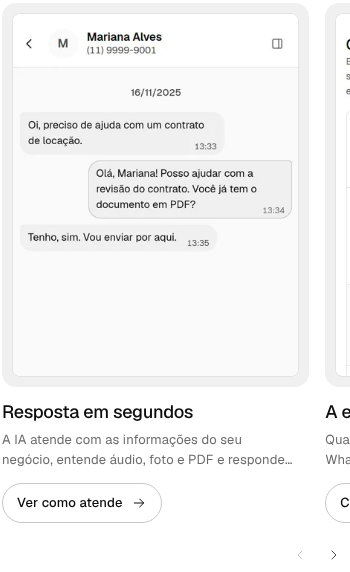 M
Mariana Alves
(11) 9999-9001
16/11/2025
Oi, preciso de ajuda com um contrato
de locação.
13:33
Olá, Mariana! Posso ajudar com a
revisão do contrato. Você já tem o
documento em PDF?
13:34
Tenho, sim. Vou enviar por aqui.
13:35
Resposta em segundos
A IA atende com as informações do seu
negócio, entende áudio, foto e PDF e responde...
Ver como atende
A e
Qua
Wha